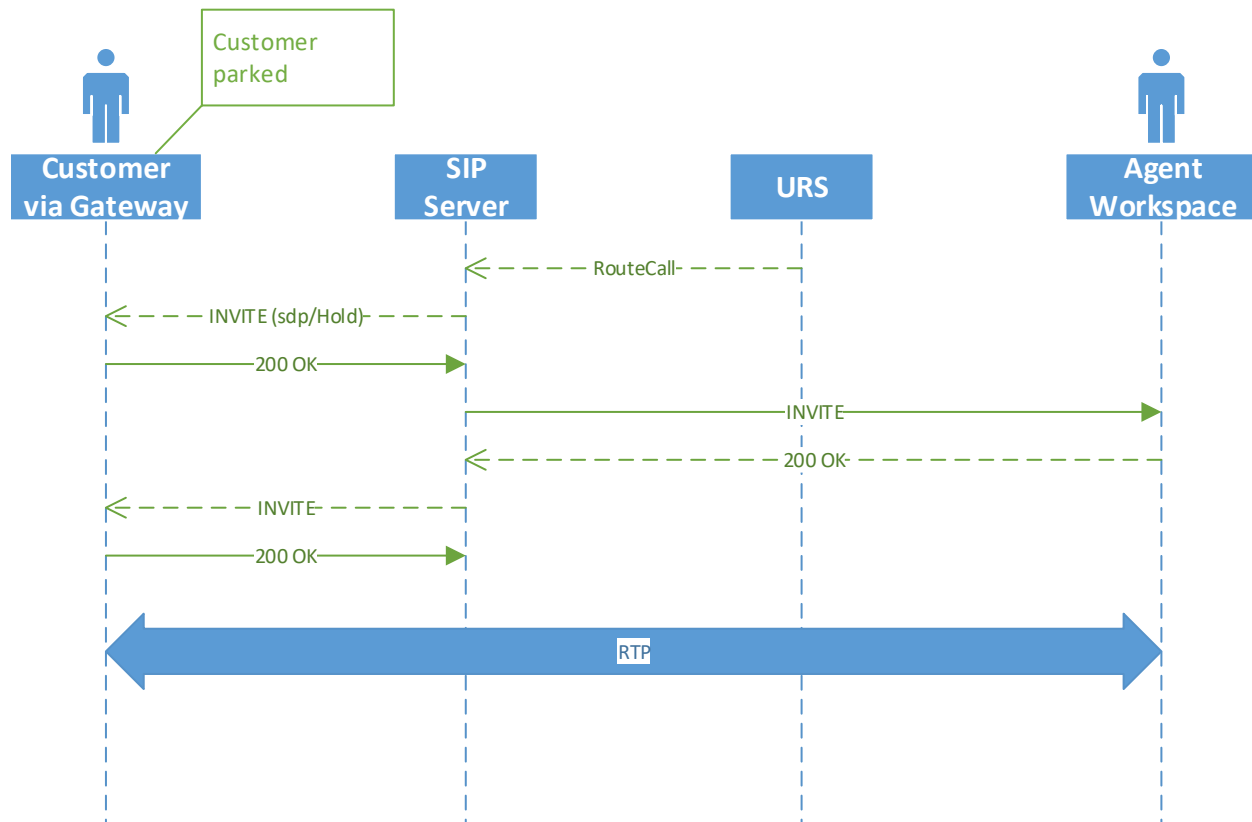 Customer
parked
Customer
via Gateway
SIP
Server
URS
Agent
Workspace
RouteCall
INVITE (sdp/Hold)
200 OK
INVITE
200 OK
INVITE
200 OK
RTP